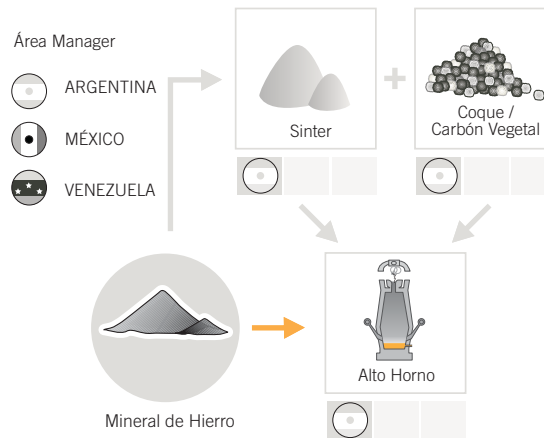 Área Manager
ARGENTINA
MÉXICO
VENEZUELA
Sinter
Coque /
Carbón Vegetal
Mineral de Hierro
Alto Horno